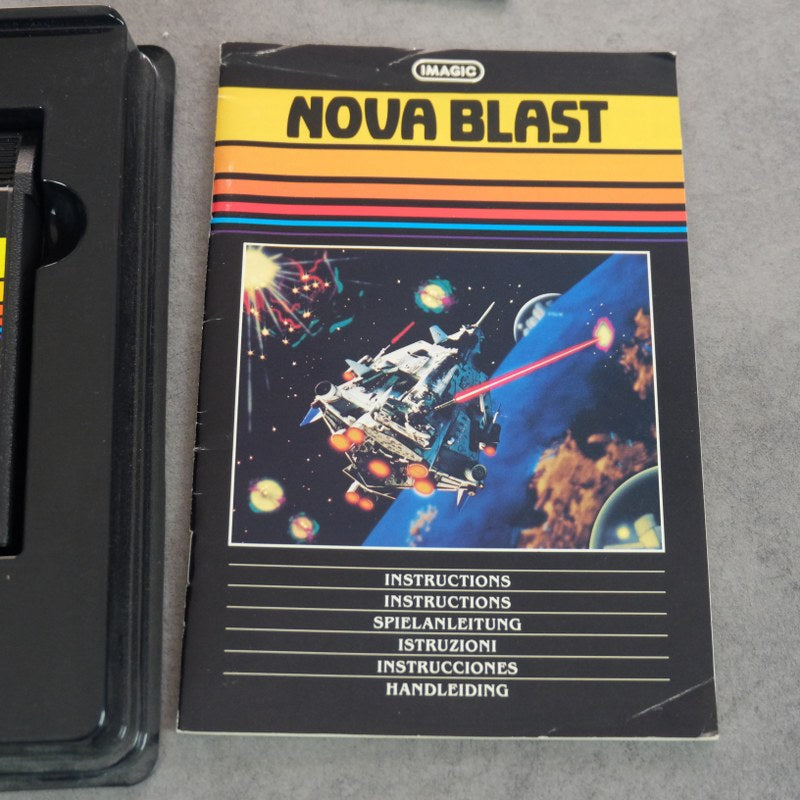 IMAGIC
NOVA BLAST
INSTRUCTIONS
INSTRUCTIONS
SPIELANLEITUNG
ISTRUZIONI
INSTRUCCIONES
HANDLEIDING